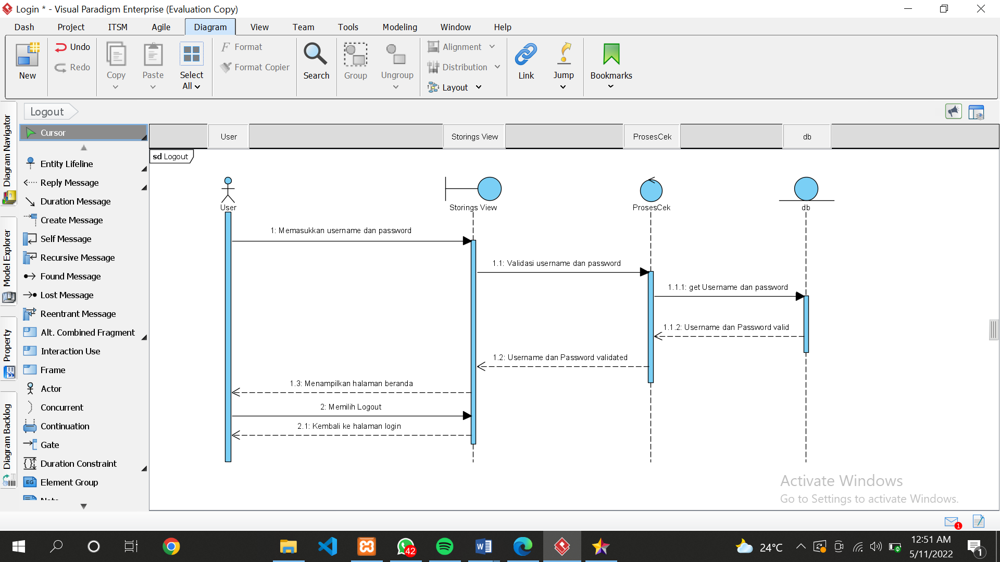 Login * - Visual Paradigm Enterprise (Evaluation Copy)
Dash Project ITSM Agile Diagram View Team Tools Modeling Window Help
New
Undo
Redo
Copy
Paste
Select All
Format
Format Copier
Search
Group
Ungroup
Alignment
Distribution
Layout
Link
Jump
Bookmarks
Logout
Diagram Navigator
Model Explorer
Property
Diagram Backlog
Cursor
Entity Lifeline
Reply Message
Duration Message
Create Message
Self Message
Recursive Message
Found Message
Lost Message
Reentrant Message
Alt. Combined Fragment
Interaction Use
Frame
Actor
Concurrent
Continuation
Gate
Duration Constraint
EG Element Group
User Storings View ProsesCek db
sd Logout
User Storings View ProsesCek db
1: Memasukkan username dan password
1.1: Validasi username dan password
1.1.1: get Username dan password
1.1.2: Username dan Password valid
1.2: Username dan Password validated
1.3: Menampilkan halaman beranda
2: Memilih Logout
2.1: Kembali ke halaman login
Activate Windows
Go to Settings to activate Windows.
1
42
24°C
12:51 AM
5/11/2022
1